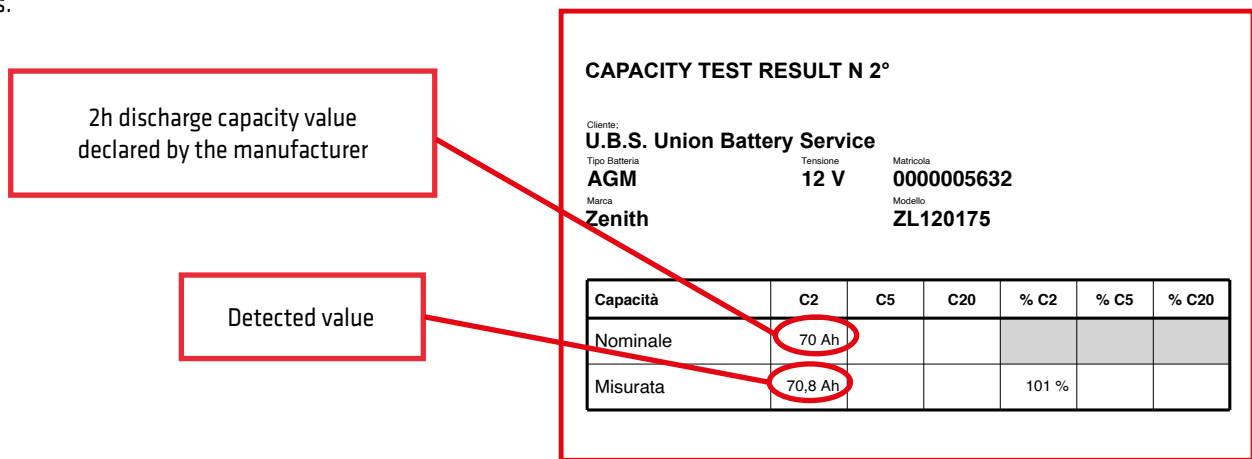 s.
2h discharge capacity value
declared by the manufacturer
Detected value
CAPACITY TEST RESULT N 2°
Cliente;
U.B.S. Union Battery Service
Tipo Batteria Tensione Matricola
AGM 12 V 0000005632
Marca Modello
Zenith ZL120175
Capacità C2 C5 C20 % C2 % C5 % C20
Nominale 70 Ah
Misurata 70,8 Ah 101 %